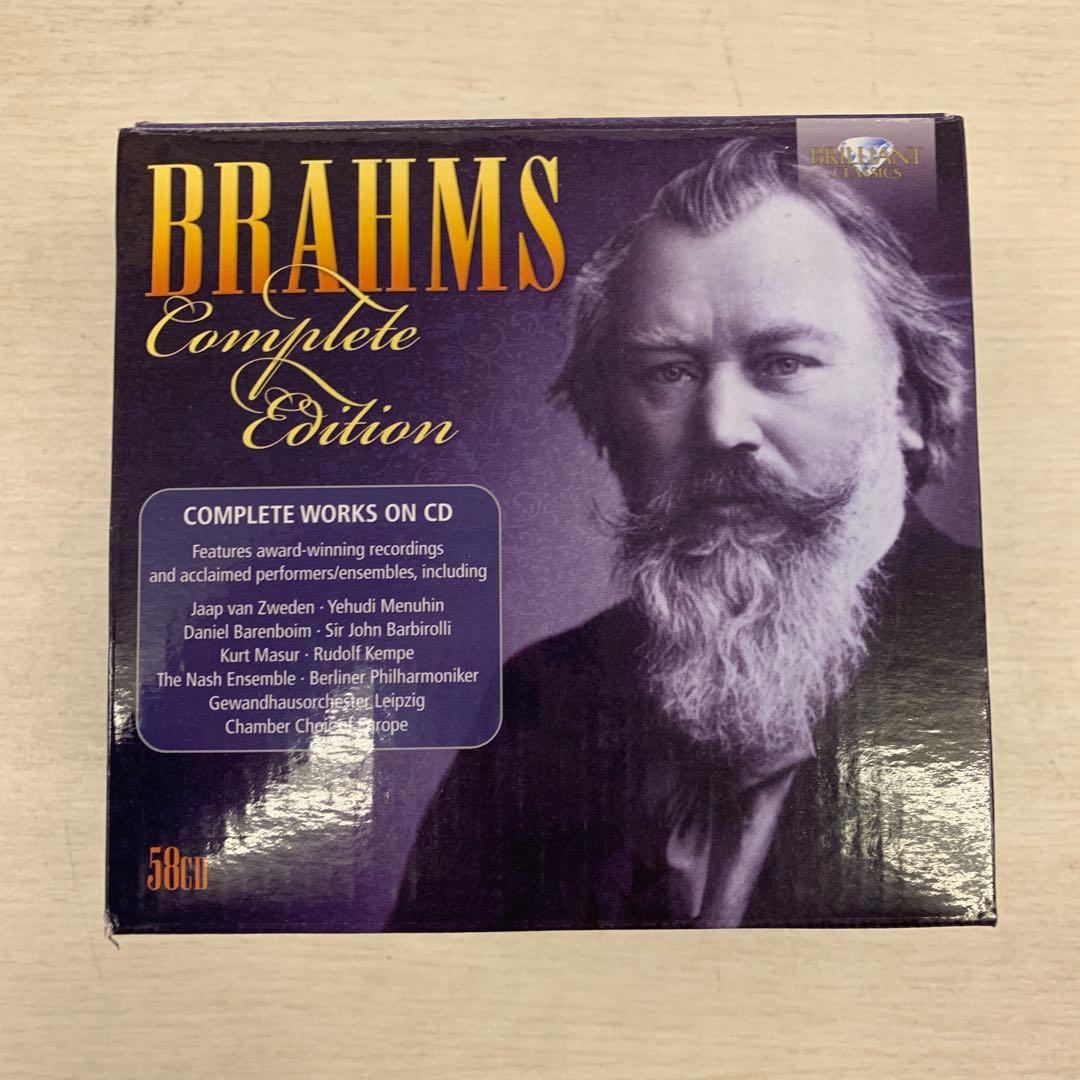 BRAHMS
Complete
Edition
BRILLIANT
CLASSICS
COMPLETE WORKS ON CD
Features award-winning recordings
and acclaimed performers/ensembles, including
Jaap van Zweden · Yehudi Menuhin
Daniel Barenboim · Sir John Barbirolli
Kurt Masur · Rudolf Kempe
The Nash Ensemble · Berliner Philharmoniker
Gewandhausorchester Leipzig
Chamber Choir of Europe
58CD